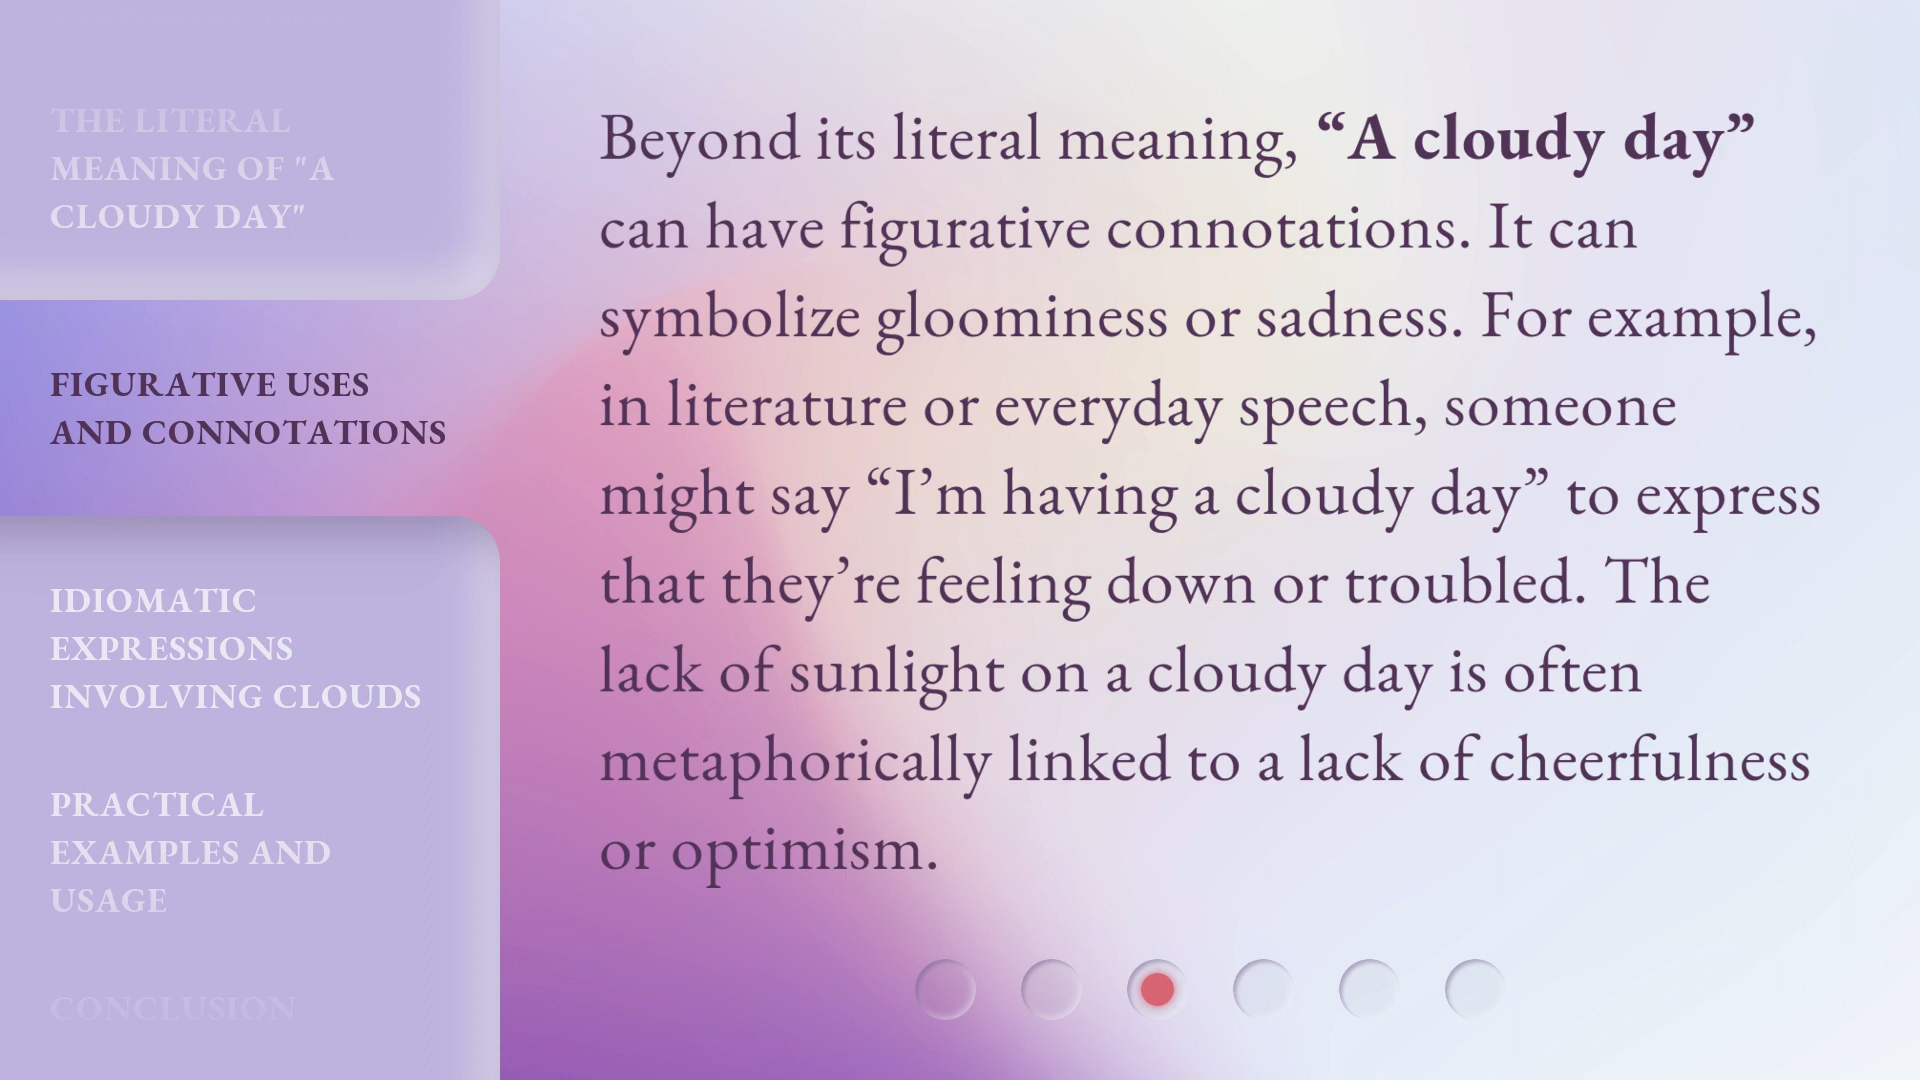 THE LITERAL
MEANING OF "A
CLOUDY DAY"
FIGURATIVE USES
AND CONNOTATIONS
IDIOMATIC
EXPRESSIONS
INVOLVING CLOUDS
PRACTICAL
EXAMPLES AND
USAGE
CONCLUSION
Beyond its literal meaning, “A cloudy day”
can have figurative connotations. It can
symbolize gloominess or sadness. For example,
in literature or everyday speech, someone
might say “I’m having a cloudy day” to express
that they’re feeling down or troubled. The
lack of sunlight on a cloudy day is often
metaphorically linked to a lack of cheerfulness
or optimism.